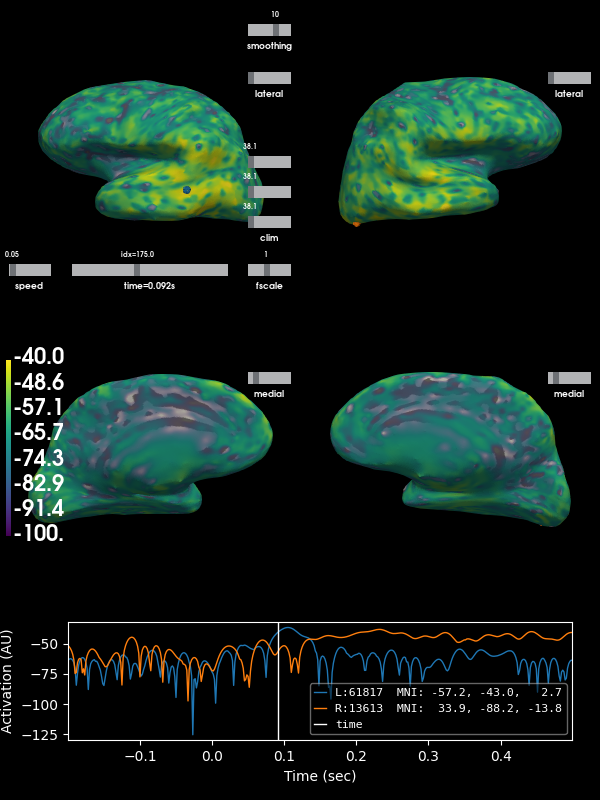 10
smoothing
lateral
lateral
38.1
38.1
38.1
clim
0.05
idx=175.0
1
speed
time=0.092s
fscale
-40.0
-48.6
-57.1
-65.7
-74.3
-82.9
-91.4
-100.
medial
medial
Activation (AU)
−50
−75
−100
−125
L:61817  MNI: -57.2, -43.0,   2.7
R:13613  MNI:  33.9, -88.2, -13.8
time
−0.1 0.0 0.1 0.2 0.3 0.4
Time (sec)